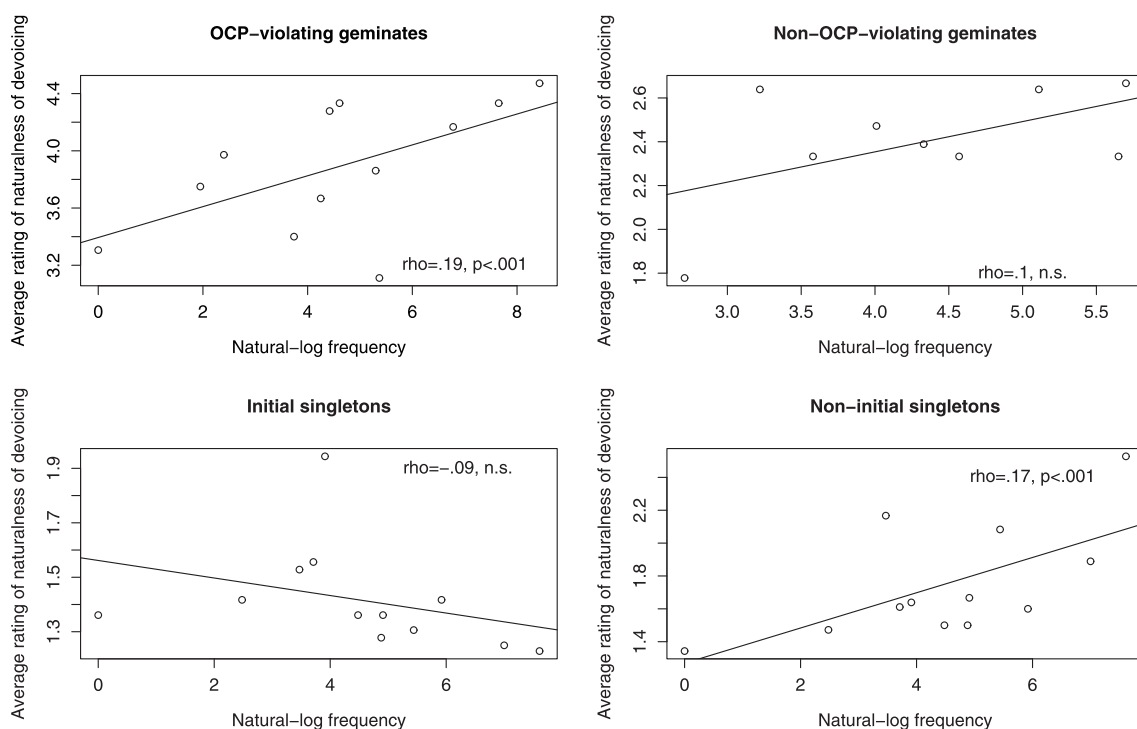 OCP−violating geminates
Average rating of naturalness of devoicing
4.4
4.0
3.6
3.2
rho=.19, p<.001
0 2 4 6 8
Natural−log frequency
Non−OCP−violating geminates
Average rating of naturalness of devoicing
2.6
2.4
2.2
2.0
1.8
rho=.1, n.s.
3.0 3.5 4.0 4.5 5.0 5.5
Natural−log frequency
Initial singletons
Average rating of naturalness of devoicing
1.9
1.7
1.5
1.3
rho=−.09, n.s.
0 2 4 6
Natural−log frequency
Non−initial singletons
Average rating of naturalness of devoicing
2.2
1.8
1.4
rho=.17, p<.001
0 2 4 6
Natural−log frequency